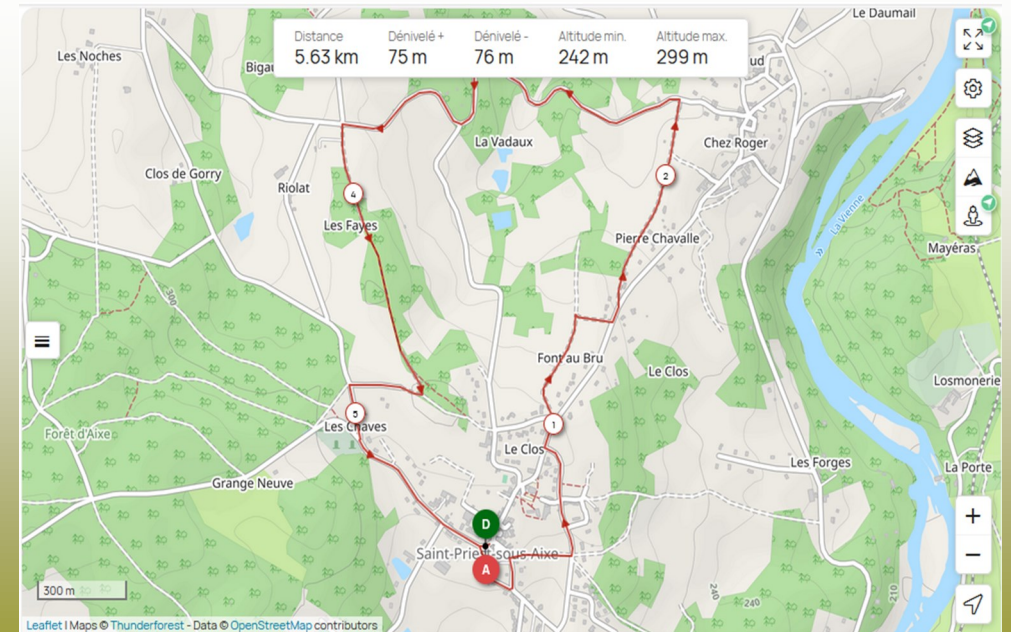 Le Daumail
Distance
5.63 km
Dénivelé +
75 m
Dénivelé -
76 m
Altitude min.
242 m
Altitude max.
299 m
Les Noches
Bigau
ud
La Vadaux
Chez Roger
Clos de Gorry
Riolat
4
2
Les Fayes
Pierre Chavalle
La Vienne
Mayéras
300
Font au Bru
Le Clos
Losmonerie
5
Les Chaves
1
Forêt d'Aixe
Le Clos
Grange Neuve
Les Forges
La Porte
D
Saint-Priest-sous-Aixe
A
300 m
240
240
210
+
−
Leaflet | Maps © Thunderforest - Data © OpenStreetMap contributors